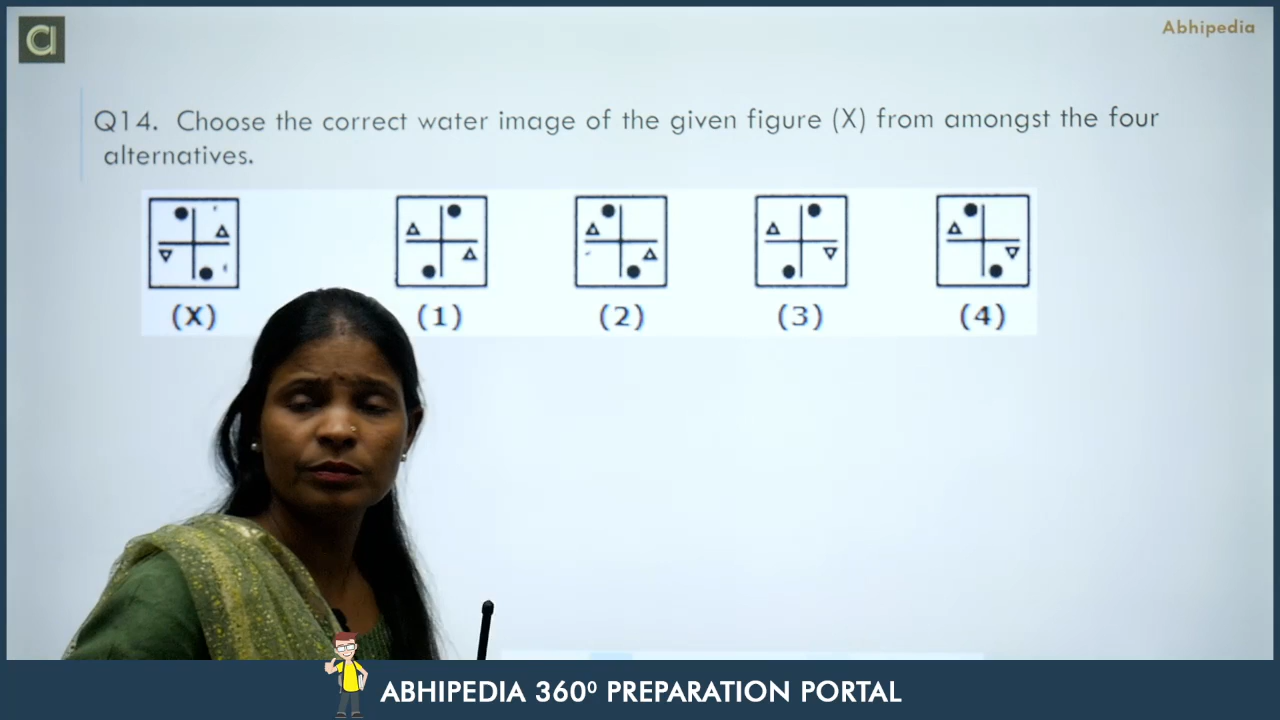 Abhipedia
Q14. Choose the correct water image of the given figure (X) from amongst the four
alternatives.
(X) (1) (2) (3) (4)
ABHIPEDIA 360⁰ PREPARATION PORTAL